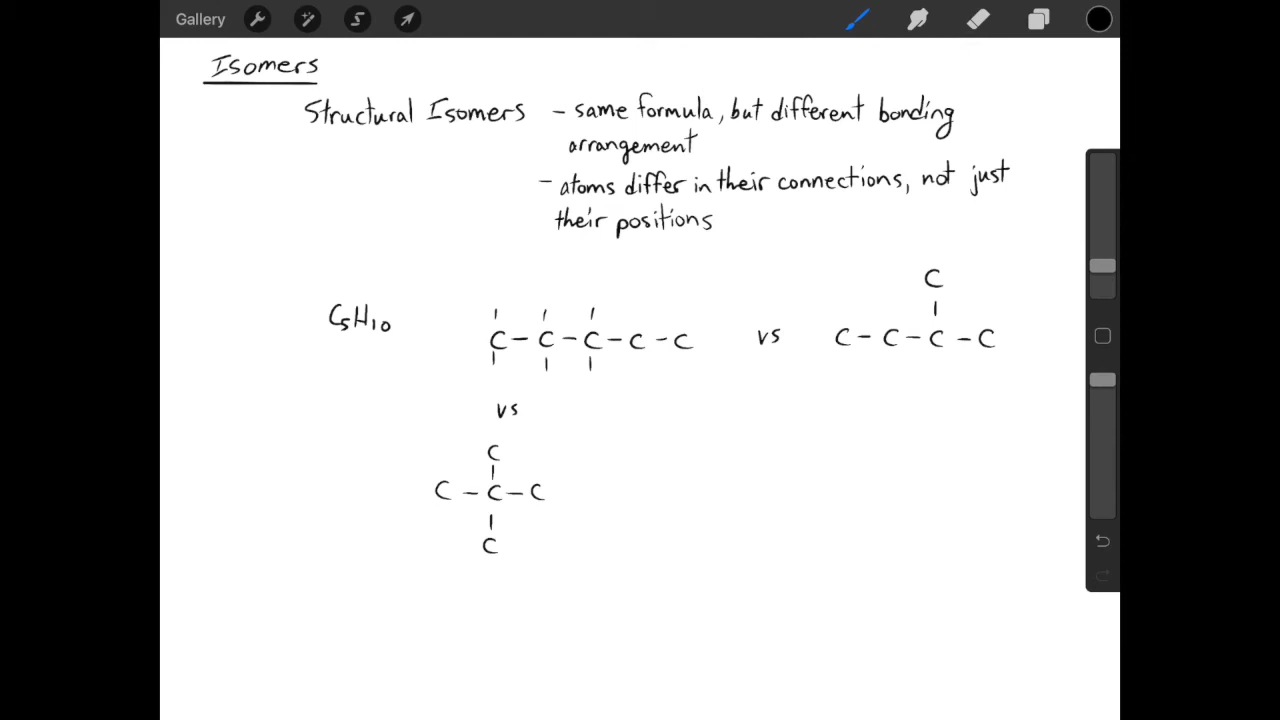 Gallery
Isomers
Structural Isomers - same formula, but different bonding
arrangement
- atoms differ in their connections, not just
their positions
C
C5H10 C - C - C - C - C vs C - C - C - C
vs
C
C - C - C
C